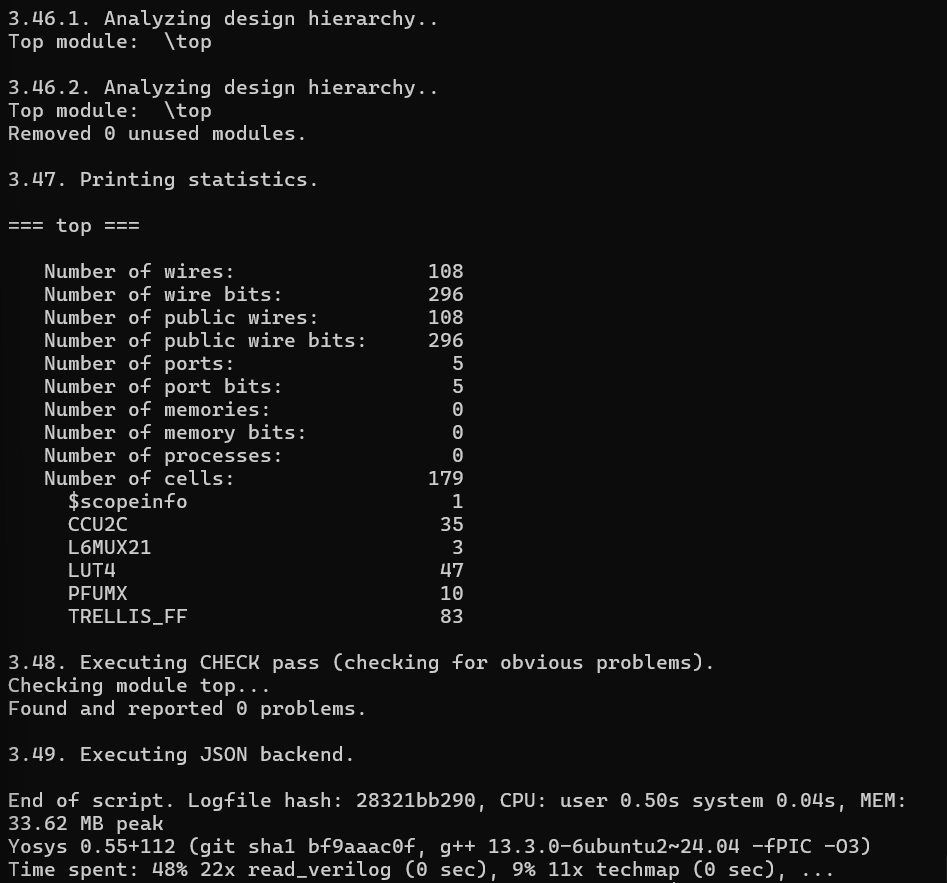 3.46.1. Analyzing design hierarchy..
Top module:  \top
3.46.2. Analyzing design hierarchy..
Top module:  \top
Removed 0 unused modules.
3.47. Printing statistics.
=== top ===
   Number of wires:                108
   Number of wire bits:            296
   Number of public wires:         108
   Number of public wire bits:     296
   Number of ports:                  5
   Number of port bits:              5
   Number of memories:               0
   Number of memory bits:            0
   Number of processes:              0
   Number of cells:                179
     $scopeinfo                      1
     CCU2C                          35
     L6MUX21                         3
     LUT4                           47
     PFUMX                          10
     TRELLIS_FF                     83
3.48. Executing CHECK pass (checking for obvious problems).
Checking module top...
Found and reported 0 problems.
3.49. Executing JSON backend.
End of script. Logfile hash: 28321bb290, CPU: user 0.50s system 0.04s, MEM:
33.62 MB peak
Yosys 0.55+112 (git sha1 bf9aaac0f, g++ 13.3.0-6ubuntu2~24.04 -fPIC -O3)
Time spent: 48% 22x read_verilog (0 sec), 9% 11x techmap (0 sec), ...